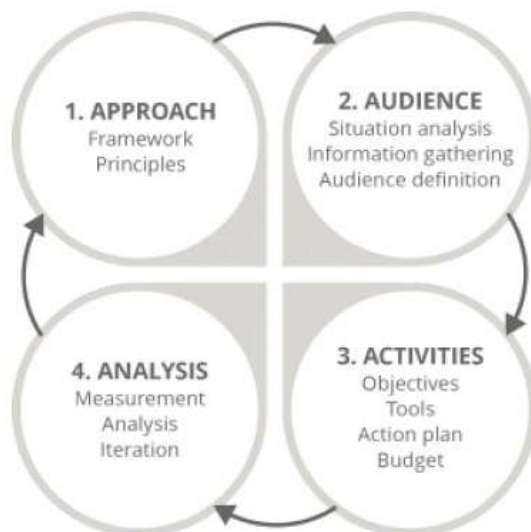 1. APPROACH
Framework
Principles
2. AUDIENCE
Situation analysis
Information gathering
Audience definition
3. ACTIVITIES
Objectives
Tools
Action plan
Budget
4. ANALYSIS
Measurement
Analysis
Iteration